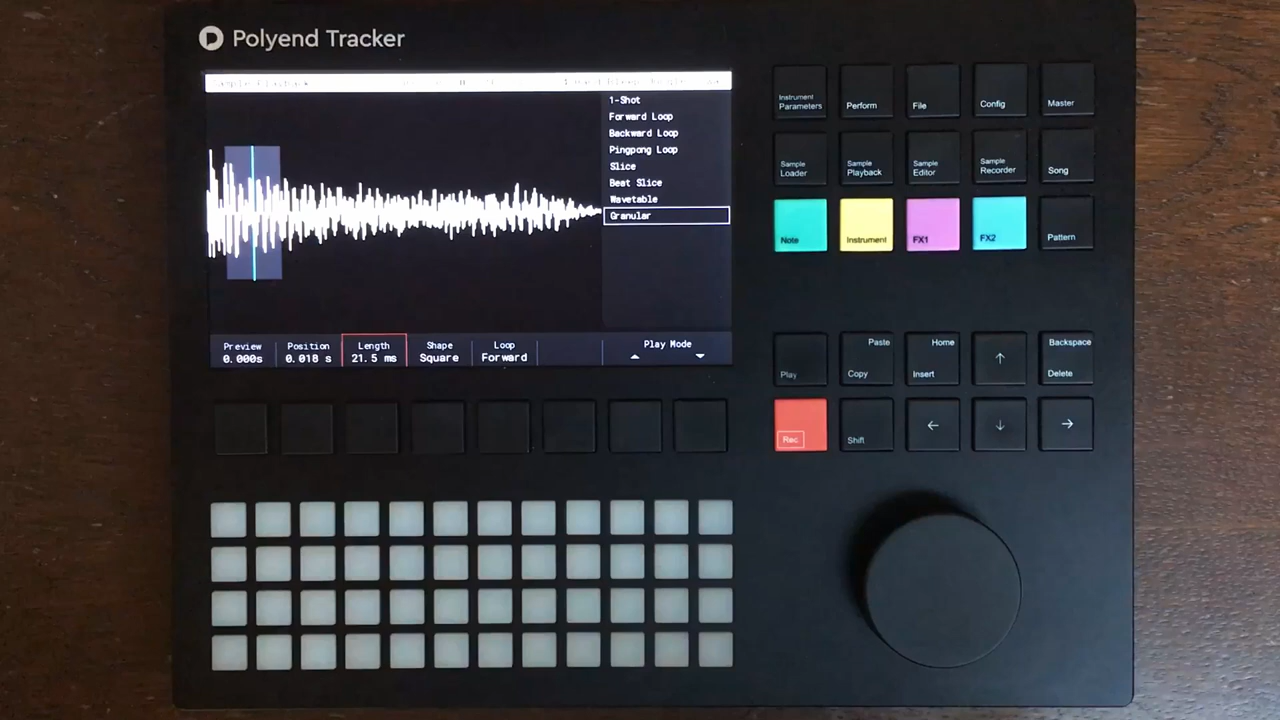 Polyend Tracker
Sample Playback
1-Shot
Forward Loop
Backward Loop
Pingpong Loop
Slice
Beat Slice
Wavetable
Granular
Preview
0.000s
Position
0.018 s
Length
21.5 ms
Shape
Square
Loop
Forward
Play Mode
Instrument
Parameters
Perform
File
Config
Master
Sample
Loader
Sample
Playback
Sample
Editor
Sample
Recorder
Song
Note
Instrument
FX1
FX2
Pattern
Play
Paste
Copy
Home
Insert
↑
Backspace
Delete
Rec
Shift
←
↓
→